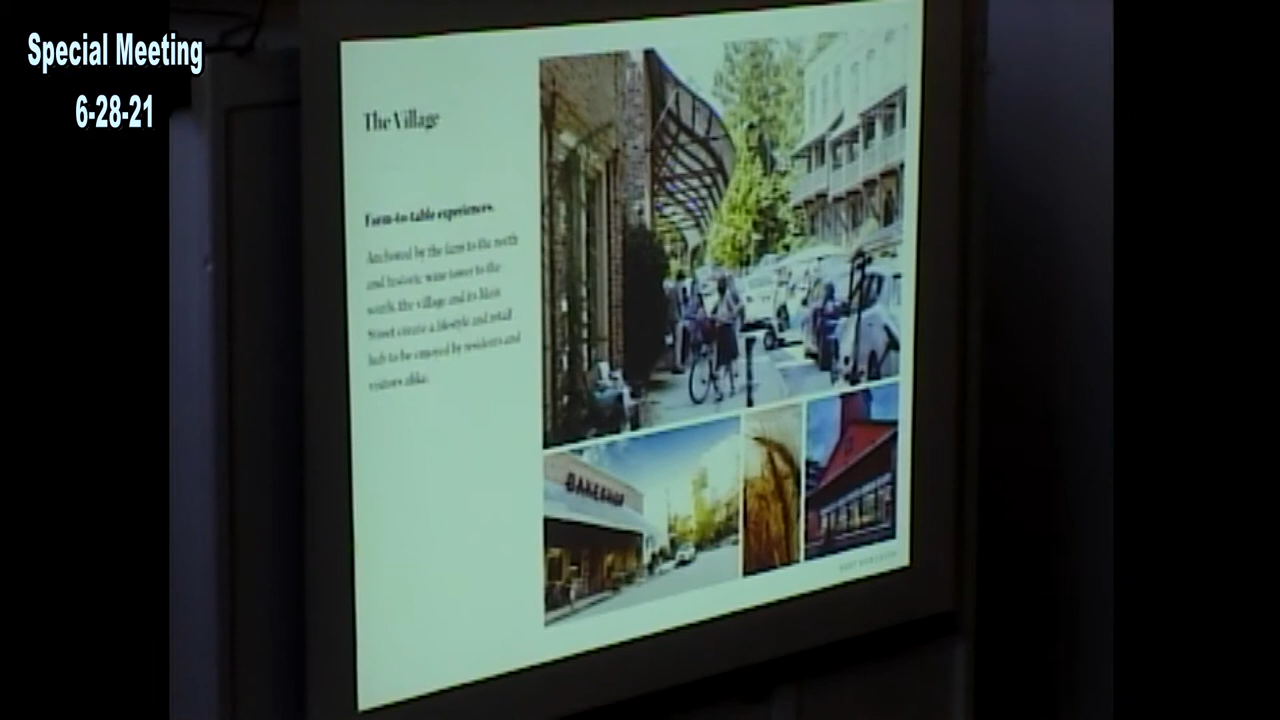 Special Meeting
6-28-21
The Village
Farm-to-table experiences.
Anchored by the farm to the north
and historic wine tower to the
south, the village and its Main
Street create a lifestyle and retail
hub to be enjoyed by residents and
visitors alike.
BAKESHOP